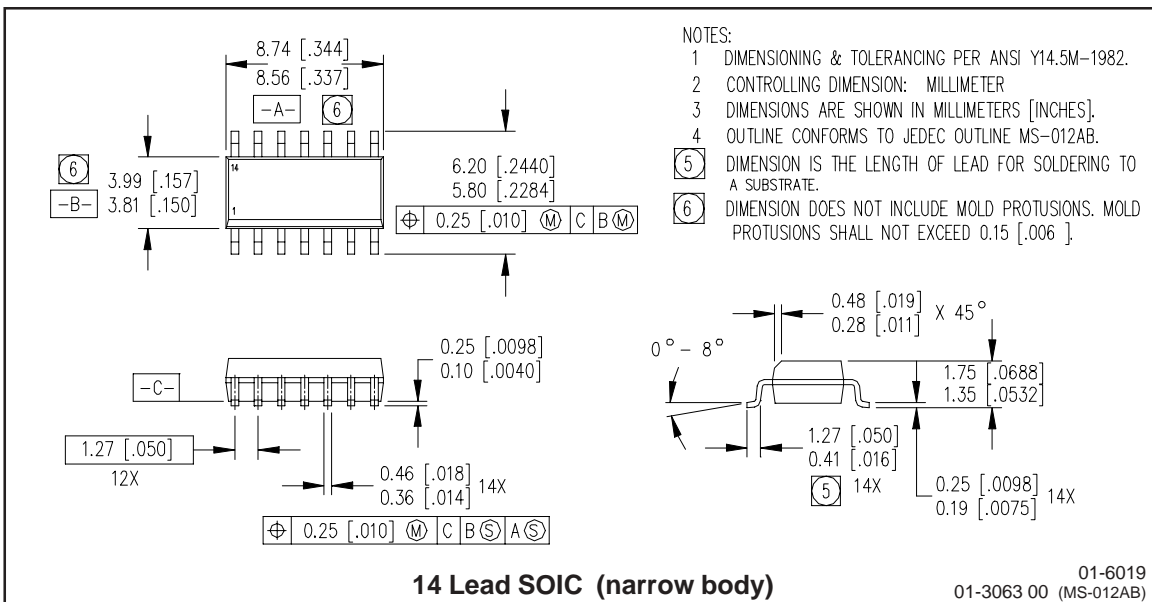 8.74 [.344]
8.56 [.337]
-A- 6
14
1
6
3.99 [.157]
3.81 [.150]
-B-
6.20 [.2440]
5.80 [.2284]
⌖ 0.25 [.010] Ⓜ C B Ⓜ
NOTES:
1 DIMENSIONING & TOLERANCING PER ANSI Y14.5M-1982.
2 CONTROLLING DIMENSION: MILLIMETER
3 DIMENSIONS ARE SHOWN IN MILLIMETERS [INCHES].
4 OUTLINE CONFORMS TO JEDEC OUTLINE MS-012AB.
5 DIMENSION IS THE LENGTH OF LEAD FOR SOLDERING TO
A SUBSTRATE.
6 DIMENSION DOES NOT INCLUDE MOLD PROTUSIONS. MOLD
PROTUSIONS SHALL NOT EXCEED 0.15 [.006 ].
-C-
0.25 [.0098]
0.10 [.0040]
1.27 [.050]
12X
0.46 [.018]
0.36 [.014]
14X
⌖ 0.25 [.010] Ⓜ C B Ⓢ A Ⓢ
0.48 [.019]
0.28 [.011]
X 45°
0° - 8°
1.75 [.0688]
1.35 [.0532]
1.27 [.050]
0.41 [.016]
5 14X
0.25 [.0098]
0.19 [.0075]
14X
14 Lead SOIC (narrow body)
01-6019
01-3063 00 (MS-012AB)